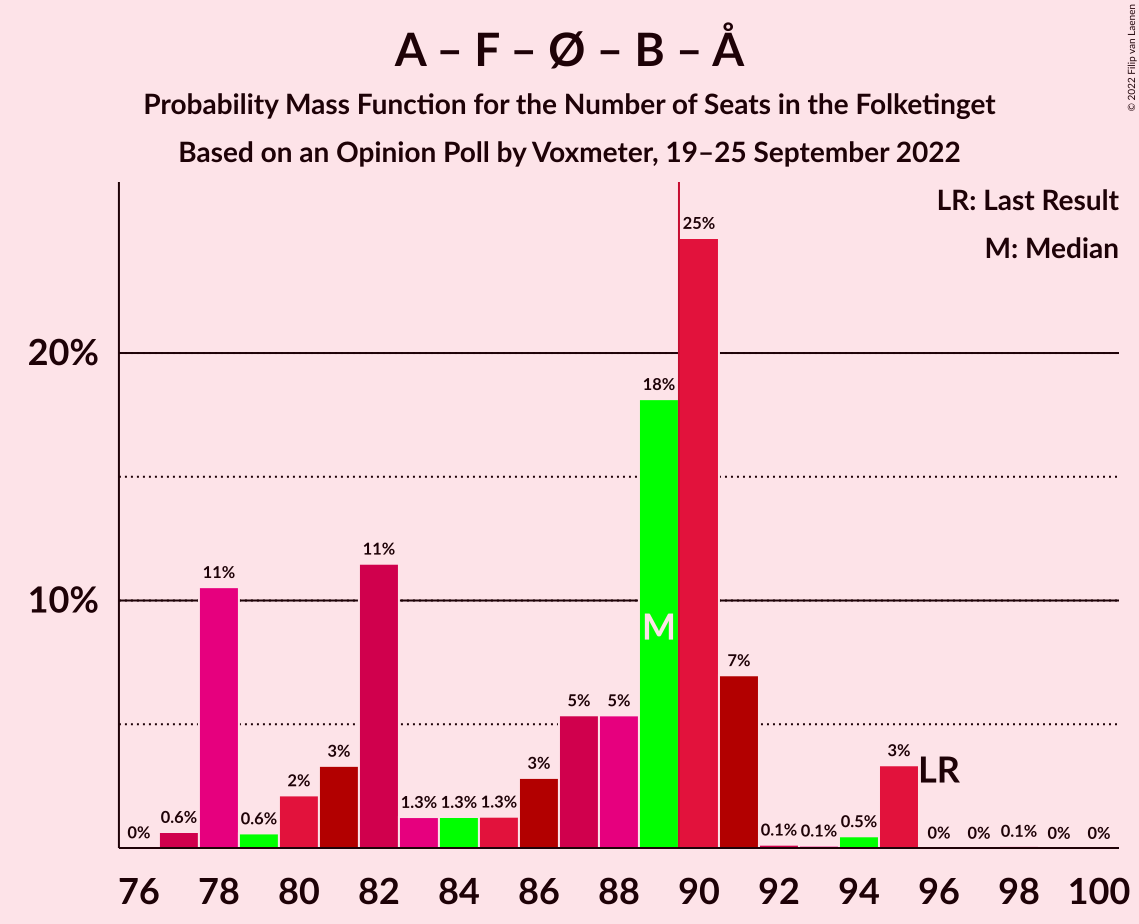 A – F – Ø – B – Å
Probability Mass Function for the Number of Seats in the Folketinget
Based on an Opinion Poll by Voxmeter, 19–25 September 2022
© 2022 Filip van Laenen
LR: Last Result
M: Median
25%
20%
18%
11%
11%
10%
M
7%
5% 5%
3% 3% 3% LR
2%
0% 0.6% 0.6% 1.3% 1.3% 1.3% 0.1% 0.1% 0.5% 0% 0% 0.1% 0% 0%
76 78 80 82 84 86 88 90 92 94 96 98 100